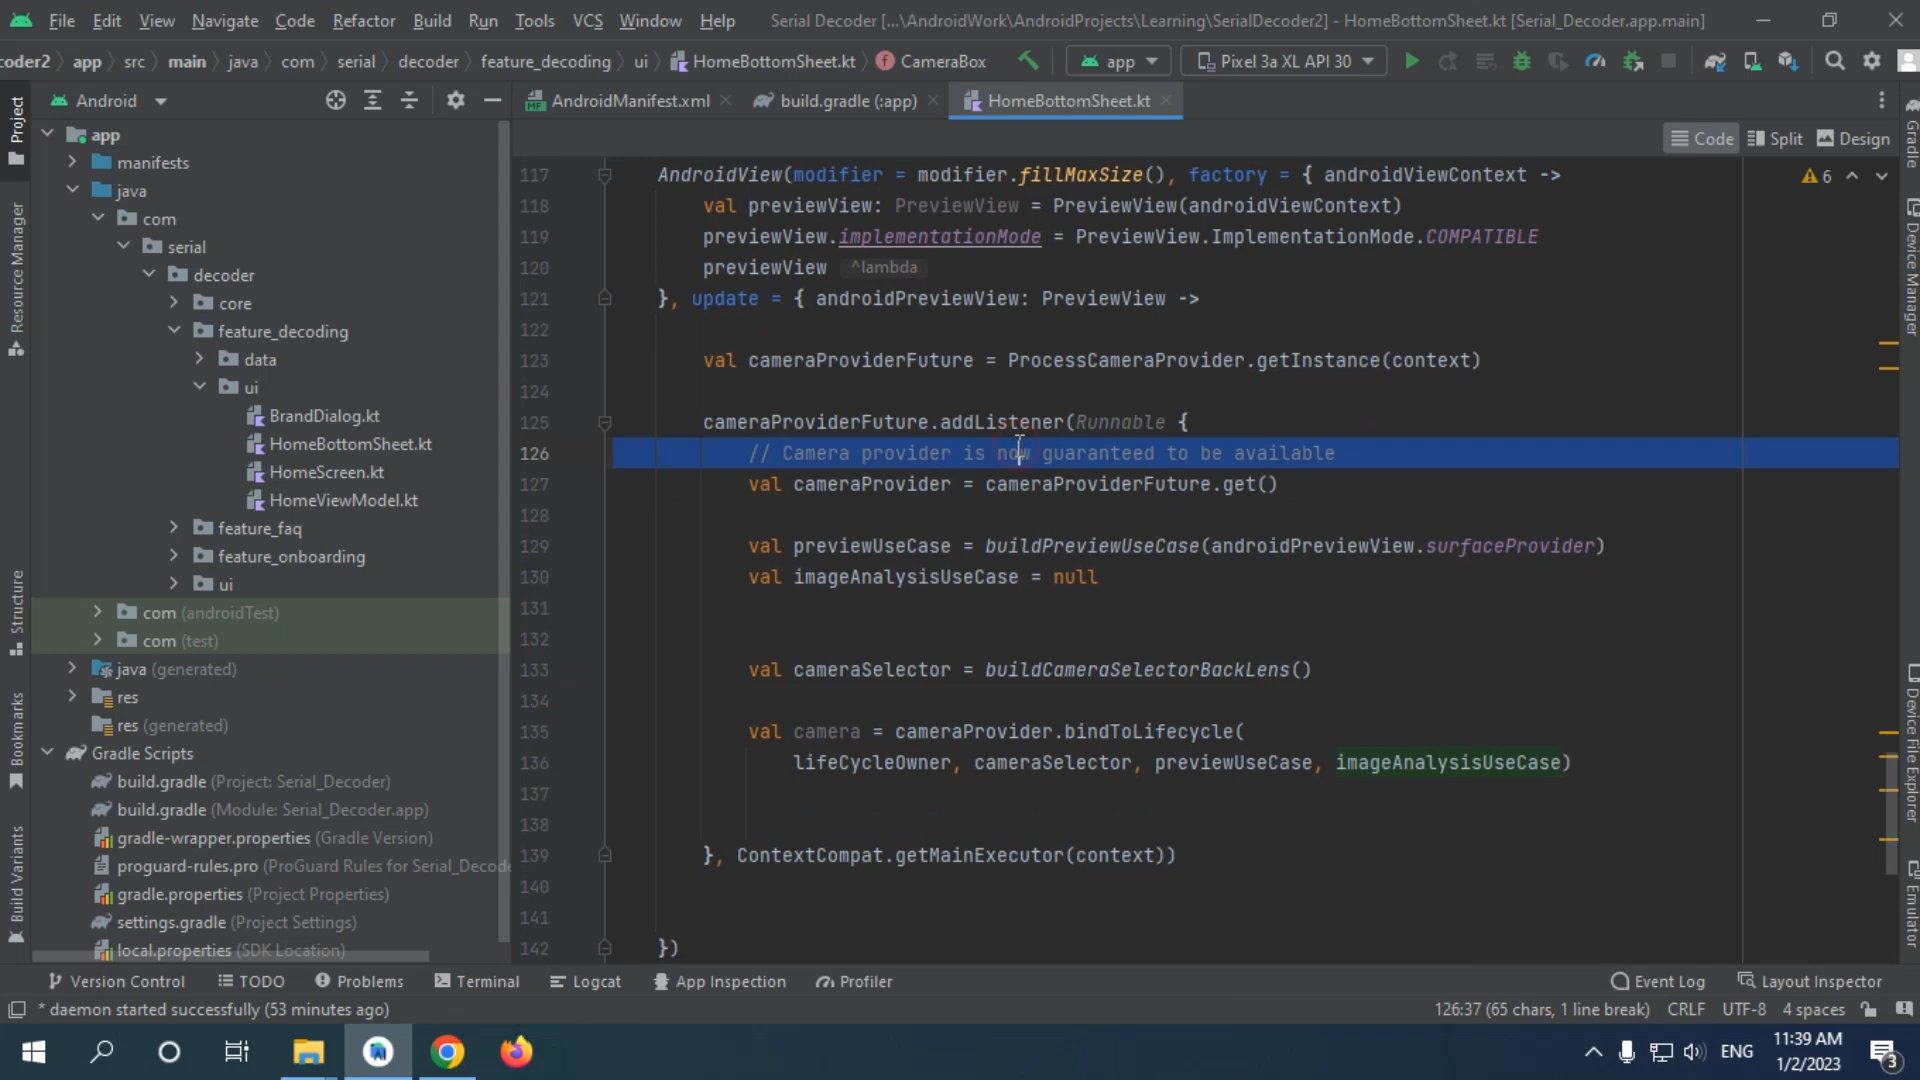 File Edit View Navigate Code Refactor Build Run Tools VCS Window Help Serial Decoder [...\AndroidWork\AndroidProjects\Learning\SerialDecoder2] - HomeBottomSheet.kt [Serial_Decoder.app.main]
coder2 app src main java com serial decoder feature_decoding ui HomeBottomSheet.kt CameraBox app Pixel 3a XL API 30
Android AndroidManifest.xml build.gradle (:app) HomeBottomSheet.kt
Code Split Design
Project
Resource Manager
Structure
Bookmarks
Build Variants
app
manifests
java
com
serial
decoder
core
feature_decoding
data
ui
BrandDialog.kt
HomeBottomSheet.kt
HomeScreen.kt
HomeViewModel.kt
feature_faq
feature_onboarding
ui
com (androidTest)
com (test)
java (generated)
res
res (generated)
Gradle Scripts
build.gradle (Project: Serial_Decoder)
build.gradle (Module: Serial_Decoder.app)
gradle-wrapper.properties (Gradle Version)
proguard-rules.pro (ProGuard Rules for Serial_Decode
gradle.properties (Project Properties)
settings.gradle (Project Settings)
local.properties (SDK Location)
117 AndroidView(modifier = modifier.fillMaxSize(), factory = { androidViewContext ->
118 val previewView: PreviewView = PreviewView(androidViewContext)
119 previewView.implementationMode = PreviewView.ImplementationMode.COMPATIBLE
120 previewView ^lambda
121 }, update = { androidPreviewView: PreviewView ->
122
123 val cameraProviderFuture = ProcessCameraProvider.getInstance(context)
124
125 cameraProviderFuture.addListener(Runnable {
126 // Camera provider is now guaranteed to be available
127 val cameraProvider = cameraProviderFuture.get()
128
129 val previewUseCase = buildPreviewUseCase(androidPreviewView.surfaceProvider)
130 val imageAnalysisUseCase = null
131
132
133 val cameraSelector = buildCameraSelectorBackLens()
134
135 val camera = cameraProvider.bindToLifecycle(
136 lifeCycleOwner, cameraSelector, previewUseCase, imageAnalysisUseCase)
137
138
139 }, ContextCompat.getMainExecutor(context))
140
141
142 })
6
Gradle
Device Manager
Device File Explorer
Emulator
Version Control TODO Problems Terminal Logcat App Inspection Profiler Event Log Layout Inspector
* daemon started successfully (53 minutes ago) 126:37 (65 chars, 1 line break) CRLF UTF-8 4 spaces
ENG 11:39 AM
1/2/2023 3